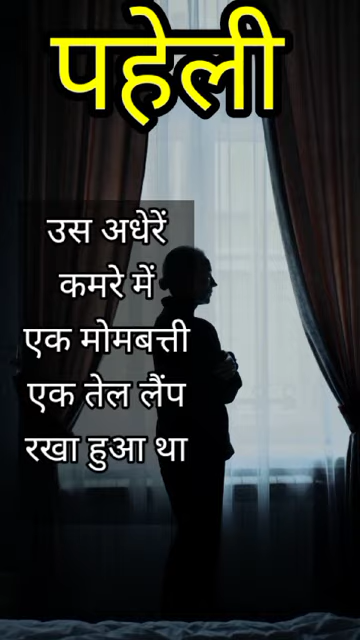 पहेली
उस अधेरें
कमरे में
एक मोमबत्ती
एक तेल लैंप
रखा हुआ था